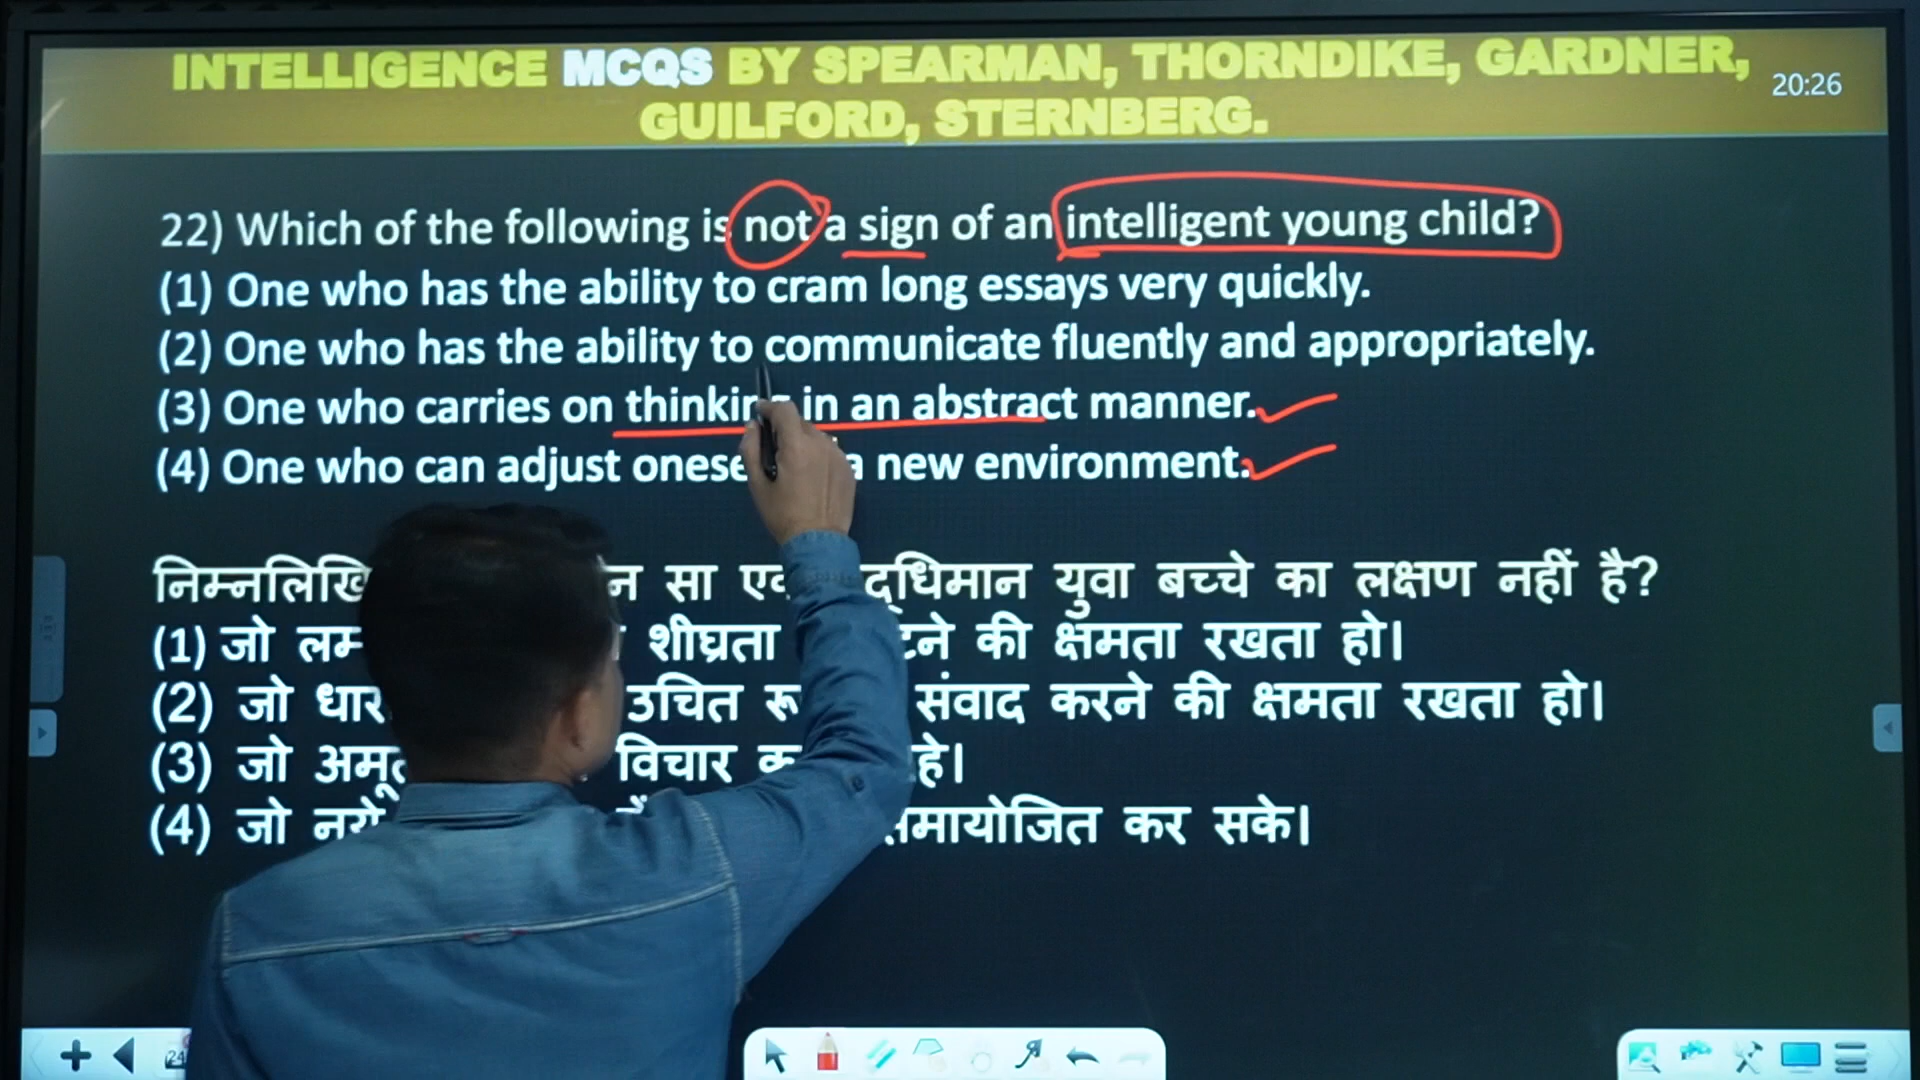 INTELLIGENCE MCQS BY SPEARMAN, THORNDIKE, GARDNER,
GUILFORD, STERNBERG.
20:26
22) Which of the following is not a sign of an intelligent young child?
(1) One who has the ability to cram long essays very quickly.
(2) One who has the ability to communicate fluently and appropriately.
(3) One who carries on thinking in an abstract manner.
(4) One who can adjust a new environment.
सा युवा बच्चे का लक्षण नहीं है?
(1) जो शीघ्रता की क्षमता रखता हो।
(2) जो उचित संवाद करने की क्षमता रखता हो।
(3) जो विचार
(4) जो समायोजित कर सके।
24